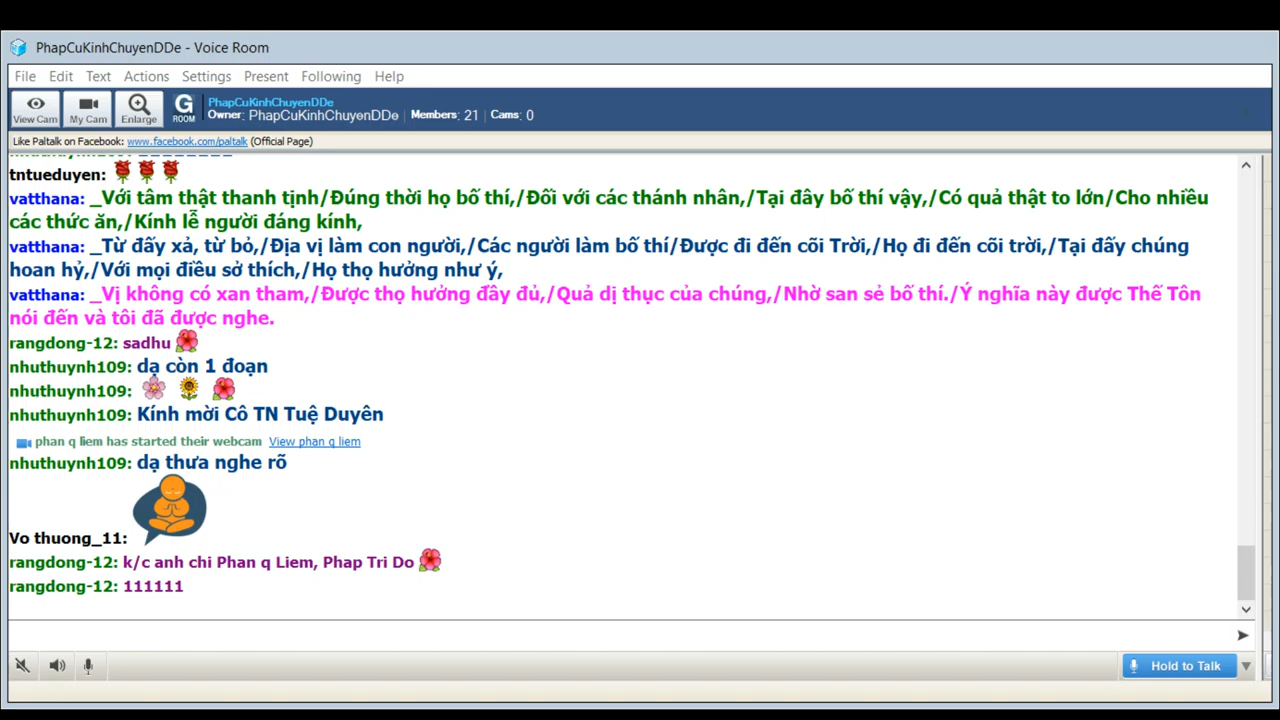 PhapCuKinhChuyenDDe - Voice Room
File Edit Text Actions Settings Present Following Help
View Cam My Cam Enlarge G ROOM PhapCuKinhChuyenDDe
Owner: PhapCuKinhChuyenDDe Members: 21 Cams: 0
Like Paltalk on Facebook: www.facebook.com/paltalk (Official Page)
tntueduyen:
vatthana: _Với tâm thật thanh tịnh/Đúng thời họ bố thí,/Đối với các thánh nhân,/Tại đây bố thí vậy,/Có quả thật to lớn/Cho nhiều
các thức ăn,/Kính lễ người đáng kính,
vatthana: _Từ đấy xả, từ bỏ,/Địa vị làm con người,/Các người làm bố thí/Được đi đến cõi Trời,/Họ đi đến cõi trời,/Tại đấy chúng
hoan hỷ,/Với mọi điều sở thích,/Họ thọ hưởng như ý,
vatthana: _Vị không có xan tham,/Được thọ hưởng đầy đủ,/Quả dị thục của chúng,/Nhờ san sẻ bố thí./Ý nghĩa này được Thế Tôn
nói đến và tôi đã được nghe.
rangdong-12: sadhu
nhuthuynh109: dạ còn 1 đoạn
nhuthuynh109:
nhuthuynh109: Kính mời Cô TN Tuệ Duyên
phan q liem has started their webcam View phan q liem
nhuthuynh109: dạ thưa nghe rõ
Vo thuong_11:
rangdong-12: k/c anh chi Phan q Liem, Phap Tri Do
rangdong-12: 111111
Hold to Talk